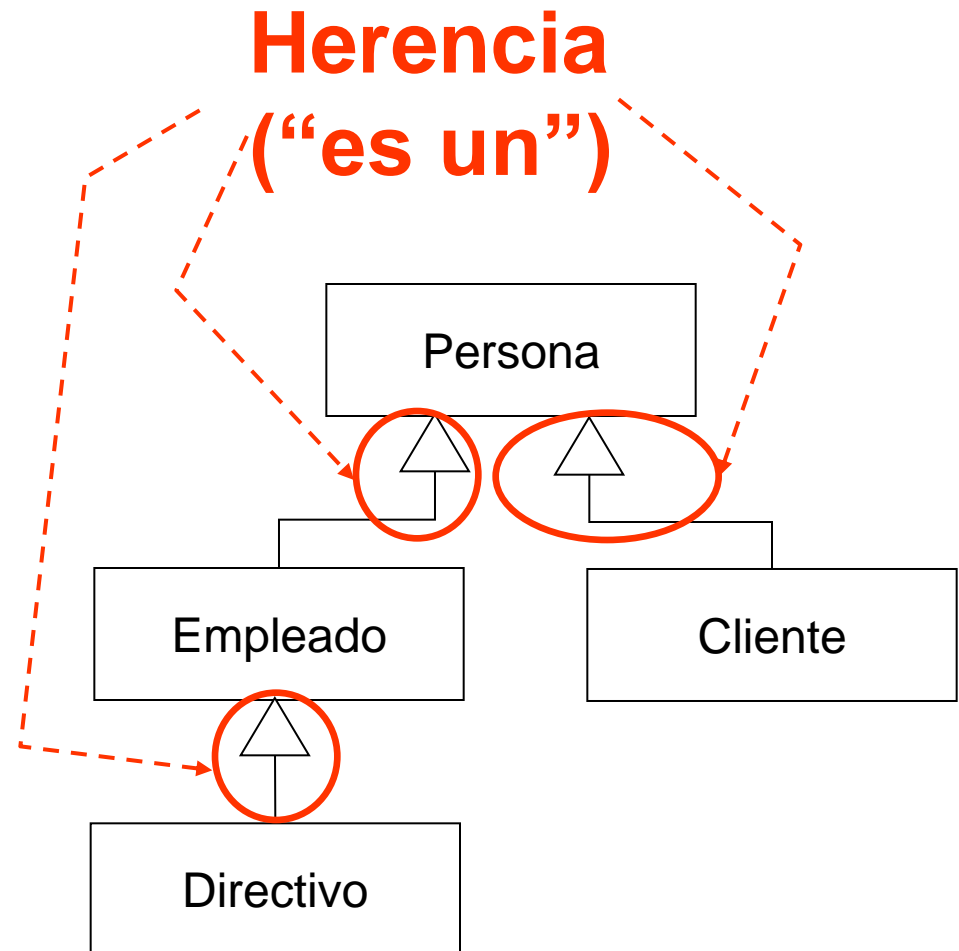 Herencia
(“es un”)
Persona
Empleado
Cliente
Directivo